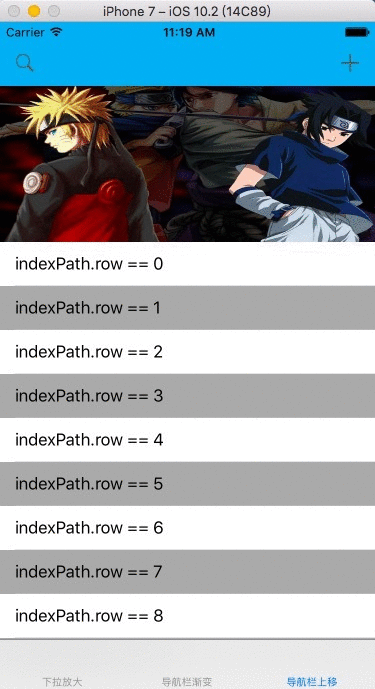 iPhone 7 – iOS 10.2 (14C89)
Carrier 11:19 AM
indexPath.row == 0
indexPath.row == 1
indexPath.row == 2
indexPath.row == 3
indexPath.row == 4
indexPath.row == 5
indexPath.row == 6
indexPath.row == 7
indexPath.row == 8
下拉放大 导航栏渐变 导航栏上移